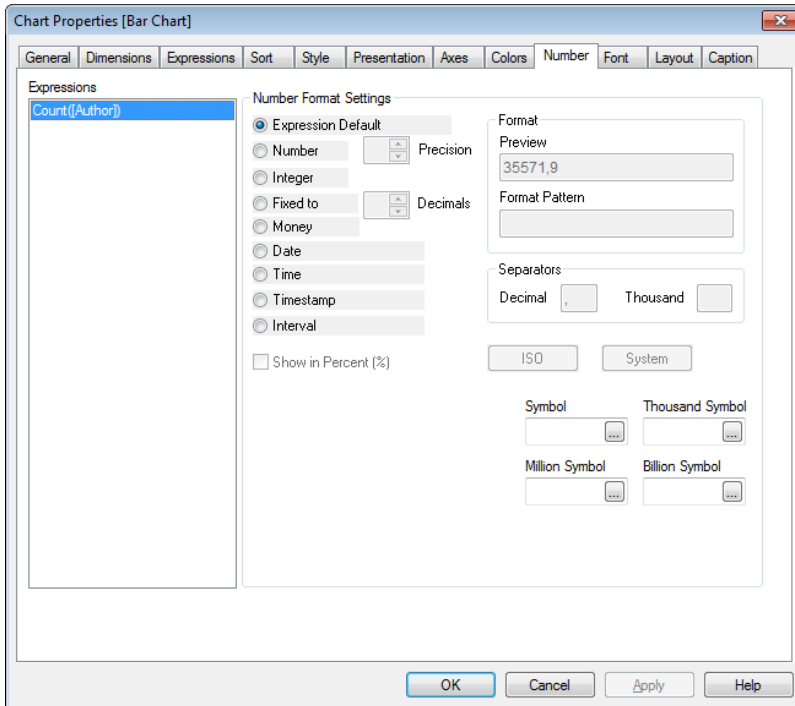 Chart Properties [Bar Chart]
General Dimensions Expressions Sort Style Presentation Axes Colors Number Font Layout Caption
Expressions
Count([Author])
Number Format Settings
Expression Default
Number Precision
Integer
Fixed to Decimals
Money
Date
Time
Timestamp
Interval
Show in Percent (%)
Format
Preview
35571,9
Format Pattern
Separators
Decimal , Thousand
ISO System
Symbol Thousand Symbol
... ...
Million Symbol Billion Symbol
... ...
OK Cancel Apply Help